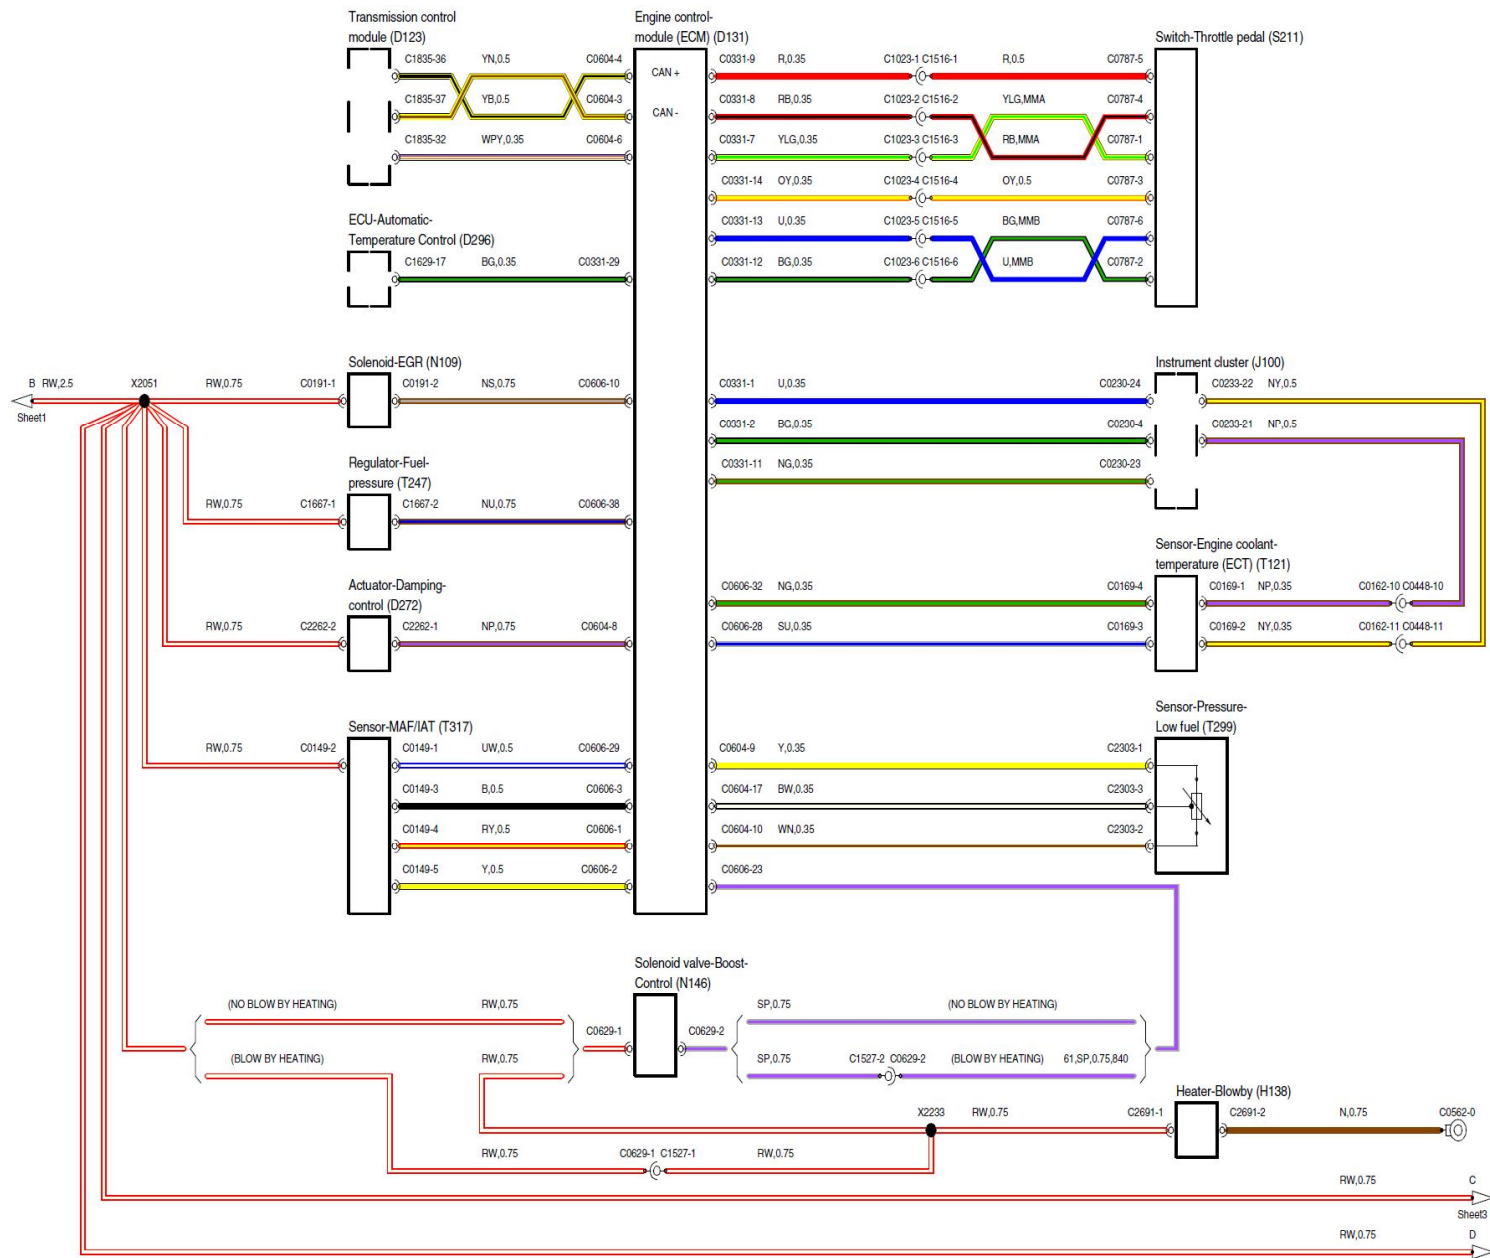 Transmission control
module (D123)
Engine control-
module (ECM) (D131)
Switch-Throttle pedal (S211)
C1835-36 YN,0.5 C0604-4
CAN +
C0331-9 R,0.35 C1023-1 C1516-1 R,0.5 C0787-5
C1835-37 YB,0.5 C0604-3
CAN -
C0331-8 RB,0.35 C1023-2 C1516-2 YLG,MMA C0787-4
C1835-32 WPY,0.35 C0604-6
C0331-7 YLG,0.35 C1023-3 C1516-3 RB,MMA C0787-1
C0331-14 OY,0.35 C1023-4 C1516-4 OY,0.5 C0787-3
ECU-Automatic-
Temperature Control (D296)
C0331-13 U,0.35 C1023-5 C1516-5 BG,MMB C0787-6
C1629-17 BG,0.35 C0331-29
C0331-12 BG,0.35 C1023-6 C1516-6 U,MMB C0787-2
Solenoid-EGR (N109)
Instrument cluster (J100)
B RW,2.5 X2051 RW,0.75 C0191-1 C0191-2 NS,0.75 C0606-10
Sheet1
C0331-1 U,0.35 C0230-24 C0233-22 NY,0.5
C0331-2 BG,0.35 C0230-4 C0233-21 NP,0.5
Regulator-Fuel-
pressure (T247)
C0331-11 NG,0.35 C0230-23
RW,0.75 C1667-1 C1667-2 NU,0.75 C0606-38
Sensor-Engine coolant-
temperature (ECT) (T121)
Actuator-Damping-
control (D272)
C0606-32 NG,0.35 C0169-4 C0169-1 NP,0.35 C0162-10 C0448-10
RW,0.75 C2262-2 C2262-1 NP,0.75 C0604-8
C0606-28 SU,0.35 C0169-3 C0169-2 NY,0.35 C0162-11 C0448-11
Sensor-MAF/IAT (T317)
Sensor-Pressure-
Low fuel (T299)
RW,0.75 C0149-2 C0149-1 UW,0.5 C0606-29
C0604-9 Y,0.35 C2303-1
C0149-3 B,0.5 C0606-3
C0604-17 BW,0.35 C2303-3
C0149-4 RY,0.5 C0606-1
C0604-10 WN,0.35 C2303-2
C0149-5 Y,0.5 C0606-2
C0606-23
Solenoid valve-Boost-
Control (N146)
(NO BLOW BY HEATING) RW,0.75
SP,0.75 (NO BLOW BY HEATING)
C0629-1 C0629-2
(BLOW BY HEATING) RW,0.75
SP,0.75 C1527-2 C0629-2 (BLOW BY HEATING) 61,SP,0.75,840
Heater-Blowby (H138)
X2233 RW,0.75 C2691-1 C2691-2 N,0.75 C0562-0
RW,0.75 C0629-1 C1527-1 RW,0.75
RW,0.75 C
Sheet3
RW,0.75 D